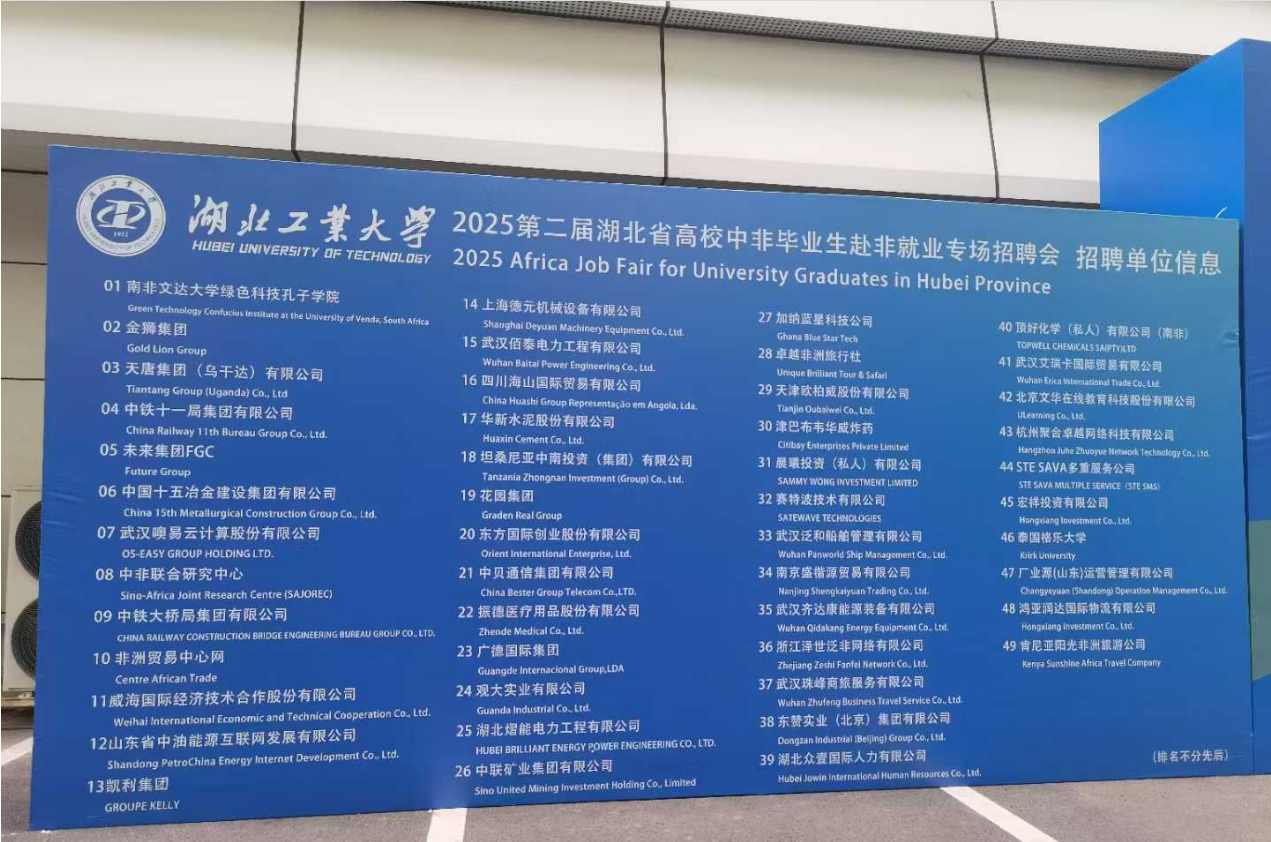 湖北工业大学
HUBEI UNIVERSITY OF TECHNOLOGY
1952
2025第二届湖北省高校中非毕业生赴非就业专场招聘会 招聘单位信息
2025 Africa Job Fair for University Graduates in Hubei Province
01 南非文达大学绿色科技孔子学院
Green Technology Confucius Institute at the University of Venda, South Africa
02 金狮集团
Gold Lion Group
03 天唐集团（乌干达）有限公司
Tiantang Group (Uganda) Co., Ltd
04 中铁十一局集团有限公司
China Railway 11th Bureau Group Co., Ltd.
05 未来集团FGC
Future Group
06 中国十五冶金建设集团有限公司
China 15th Metallurgical Construction Group Co., Ltd.
07 武汉噢易云计算股份有限公司
OS-EASY GROUP HOLDING LTD.
08 中非联合研究中心
Sino-Africa Joint Research Centre (SAJOREC)
09 中铁大桥局集团有限公司
CHINA RAILWAY CONSTRUCTION BRIDGE ENGINEERING BUREAU GROUP CO., LTD.
10 非洲贸易中心网
Centre African Trade
11威海国际经济技术合作股份有限公司
Weihai International Economic and Technical Cooperation Co., Ltd.
12山东省中油能源互联网发展有限公司
Shandong PetroChina Energy Internet Development Co., Ltd.
13凯利集团
GROUPE KELLY
14 上海德元机械设备有限公司
Shanghai Deyuan Machinery Equipment Co., Ltd.
15 武汉佰泰电力工程有限公司
Wuhan Baitai Power Engineering Co., Ltd.
16 四川海山国际贸易有限公司
China Huashi Group Representação em Angola, Lda.
17 华新水泥股份有限公司
Huaxin Cement Co., Ltd.
18 坦桑尼亚中南投资（集团）有限公司
Tanzania Zhongnan Investment (Group) Co., Ltd.
19 花园集团
Graden Real Group
20 东方国际创业股份有限公司
Orient International Enterprise, Ltd.
21 中贝通信集团有限公司
China Bester Group Telecom Co.,LTD.
22 振德医疗用品股份有限公司
Zhende Medical Co., Ltd.
23 广德国际集团
Guangde Internacional Group,LDA
24 观大实业有限公司
Guanda Industrial Co., Ltd.
25 湖北熠能电力工程有限公司
HUBEI BRILLIANT ENERGY POWER ENGINEERING CO., LTD.
26 中联矿业集团有限公司
Sino United Mining Investment Holding Co., Limited
27 加纳蓝星科技公司
Ghana Blue Star Tech
28 卓越非洲旅行社
Unique Brilliant Tour & Safari
29 天津欧柏威股份有限公司
Tianjin Oubaiwei Co., Ltd.
30 津巴布韦华威炸药
Citibay Enterprises Private Limited
31 晨曦投资（私人）有限公司
SAMMY WONG INVESTMENT LIMITED
32 赛特波技术有限公司
SATEWAVE TECHNOLOGIES
33 武汉泛和船舶管理有限公司
Wuhan Panworld Ship Management Co., Ltd.
34 南京盛楷源贸易有限公司
Nanjing Shengkaiyuan Trading Co., Ltd.
35 武汉齐达康能源装备有限公司
Wuhan Qidakang Energy Equipment Co., Ltd.
36 浙江泽世泛非网络有限公司
Zhejiang Zeshi Fanfei Network Co., Ltd.
37 武汉珠峰商旅服务有限公司
Wuhan Zhufeng Business Travel Service Co., Ltd.
38 东赞实业（北京）集团有限公司
Dongzan Industrial (Beijing) Group Co., Ltd.
39 湖北众壹国际人力有限公司
Hubei Jowin International Human Resources Co., Ltd.
40 顶好化学（私人）有限公司（南非）
TOPWELL CHEMICALS SA(PTY)LTD
41 武汉艾瑞卡国际贸易有限公司
Wuhan Erica International Trade Co., Ltd.
42 北京文华在线教育科技股份有限公司
ULearning Co., Ltd.
43 杭州聚合卓越网络科技有限公司
Hangzhou Juhe Zhuoyue Network Technology Co., Ltd.
44 STE SAVA多重服务公司
STE SAVA MULTIPLE SERVICE（STE SMS）
45 宏祥投资有限公司
Hongxiang Investment Co., Ltd.
46 泰国格乐大学
Krirk University
47 厂业源(山东)运营管理有限公司
Changyeyuan (Shandong) Operation Management Co., Ltd.
48 鸿亚润达国际物流有限公司
Hongxiang Investment Co., Ltd.
49 肯尼亚阳光非洲旅游公司
Kenya Sunshine Africa Travel Company
（排名不分先后）